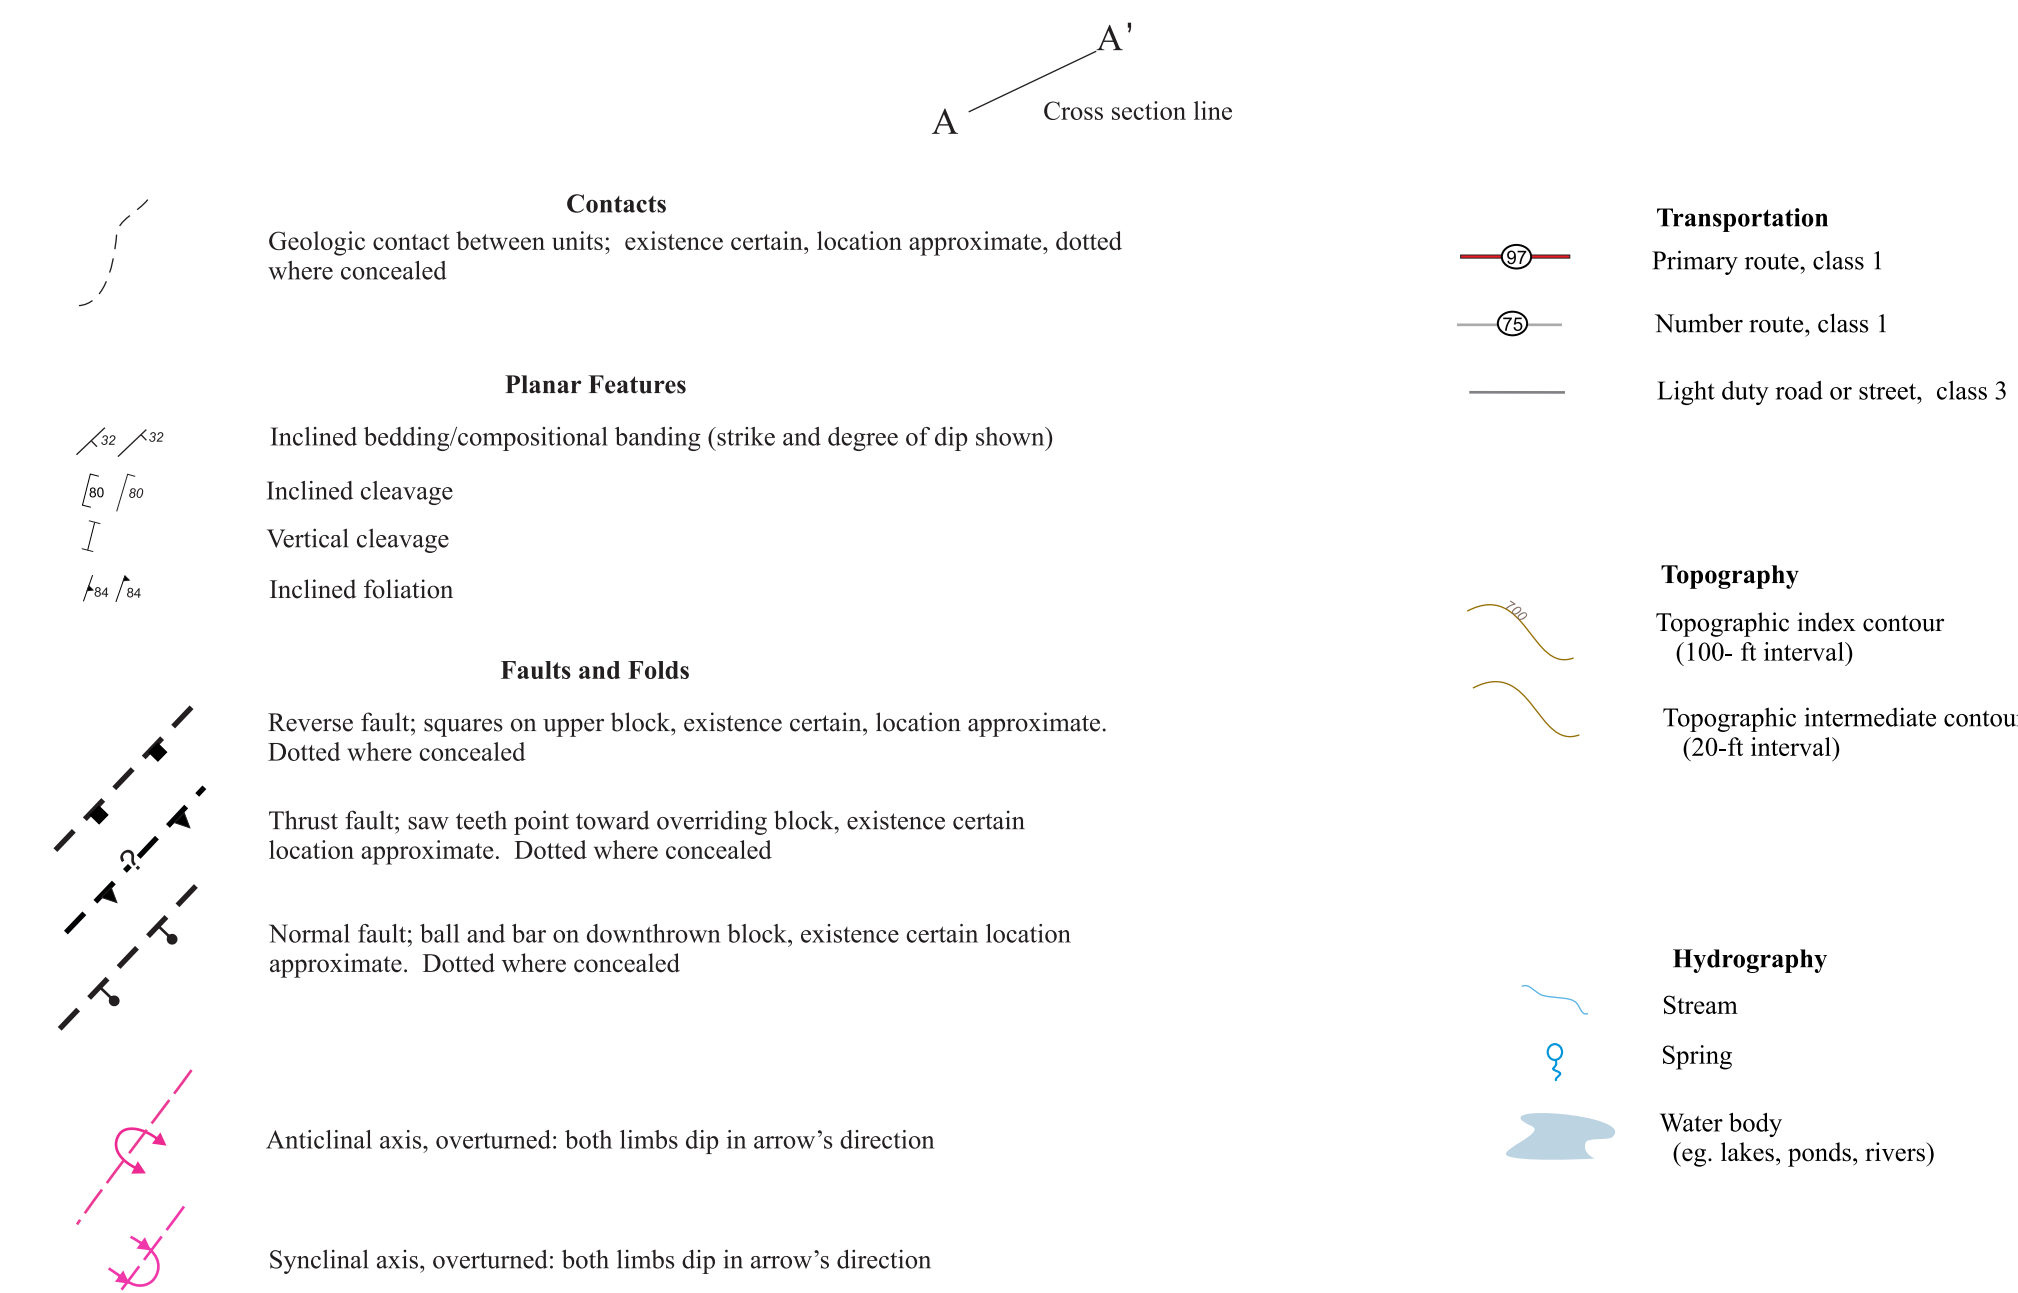 A'
A
Cross section line
Contacts
Geologic contact between units;  existence certain, location approximate, dotted
where concealed
Planar Features
32 32
Inclined bedding/compositional banding (strike and degree of dip shown)
80 80
Inclined cleavage
Vertical cleavage
84 84
Inclined foliation
Faults and Folds
Reverse fault; squares on upper block, existence certain, location approximate.
Dotted where concealed
?
Thrust fault; saw teeth point toward overriding block, existence certain
location approximate.  Dotted where concealed
Normal fault; ball and bar on downthrown block, existence certain location
approximate.  Dotted where concealed
Anticlinal axis, overturned: both limbs dip in arrow’s direction
Synclinal axis, overturned: both limbs dip in arrow’s direction
Transportation
97
Primary route, class 1
75
Number route, class 1
Light duty road or street,  class 3
Topography
700
Topographic index contour
(100- ft interval)
Topographic intermediate contour
(20-ft interval)
Hydrography
Stream
Spring
Water body
(eg. lakes, ponds, rivers)